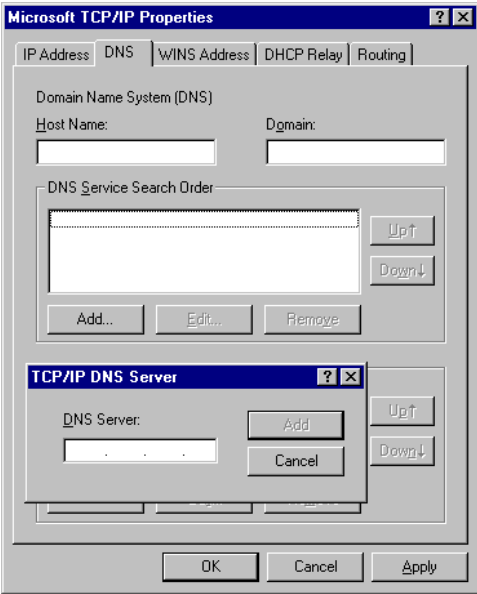 Microsoft TCP/IP Properties
IP Address DNS WINS Address DHCP Relay Routing
Domain Name System (DNS)
Host Name: Domain:
DNS Service Search Order
Up↑
Down↓
Add... Edit... Remove
TCP/IP DNS Server
DNS Server:
Add
Cancel
Up↑
Down↓
OK Cancel Apply